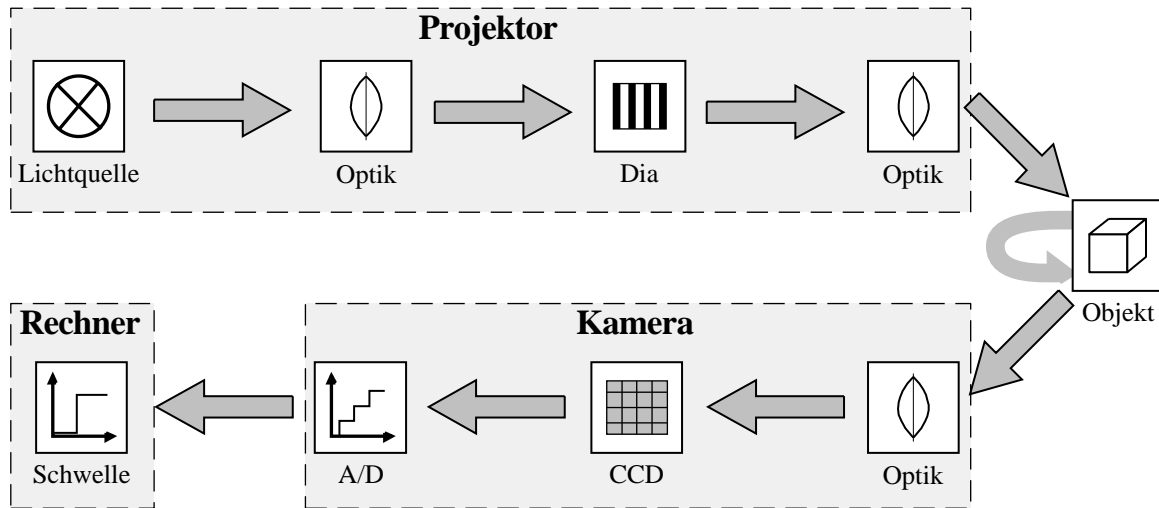 Projektor
Lichtquelle
Optik
Dia
Optik
Objekt
Rechner
Kamera
Schwelle
A/D
CCD
Optik